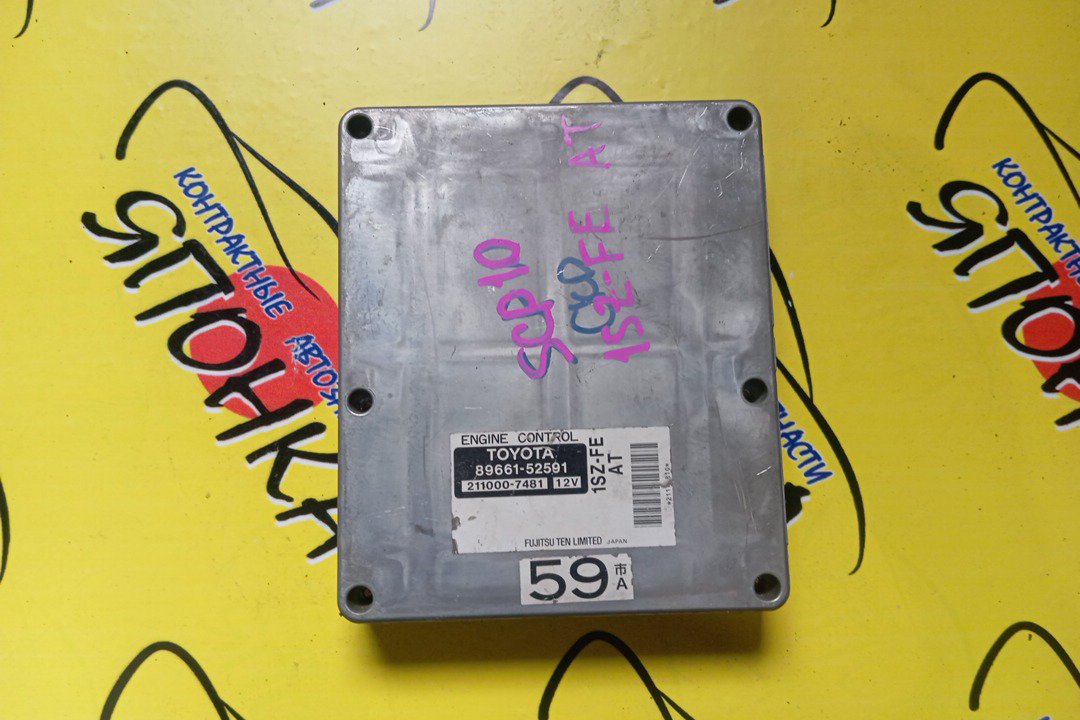 КОНТРАКТНЫЕ АВТОЗАПЧАСТИ
ЯПОНКА
КОНТРАКТНЫЕ
SCP10
1SZ-FE AT
ENGINE CONTROL
TOYOTA
89661-52591
211000-7481 12V
1SZ-FE
AT
FUJITSU TEN LIMITED JAPAN
59 市
A